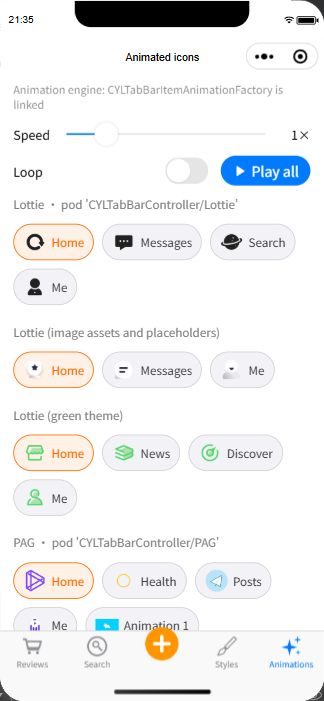 21:35
Animated icons
Animation engine: CYLTabBarItemAnimationFactory is
linked
Speed
1×
Loop
Play all
Lottie · pod 'CYLTabBarController/Lottie'
Home
Messages
Search
Me
Lottie (image assets and placeholders)
Home
Messages
Me
Lottie (green theme)
Home
News
Discover
Me
PAG · pod 'CYLTabBarController/PAG'
Home
Health
Posts
Me
Animation 1
Reviews
Search
Styles
Animations